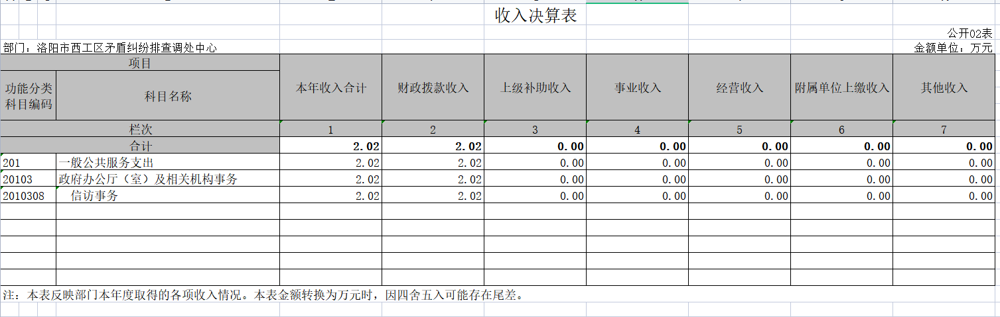 收入决算表
公开02表
部门：洛阳市西工区矛盾纠纷排查调处中心 金额单位：万元
项目 本年收入合计 财政拨款收入 上级补助收入 事业收入 经营收入 附属单位上缴收入 其他收入
功能分类科目编码 科目名称
栏次 1 2 3 4 5 6 7
合计 2.02 2.02 0.00 0.00 0.00 0.00 0.00
201 一般公共服务支出 2.02 2.02 0.00 0.00 0.00 0.00 0.00
20103 政府办公厅（室）及相关机构事务 2.02 2.02 0.00 0.00 0.00 0.00 0.00
2010308 信访事务 2.02 2.02 0.00 0.00 0.00 0.00 0.00
注：本表反映部门本年度取得的各项收入情况。本表金额转换为万元时，因四舍五入可能存在尾差。